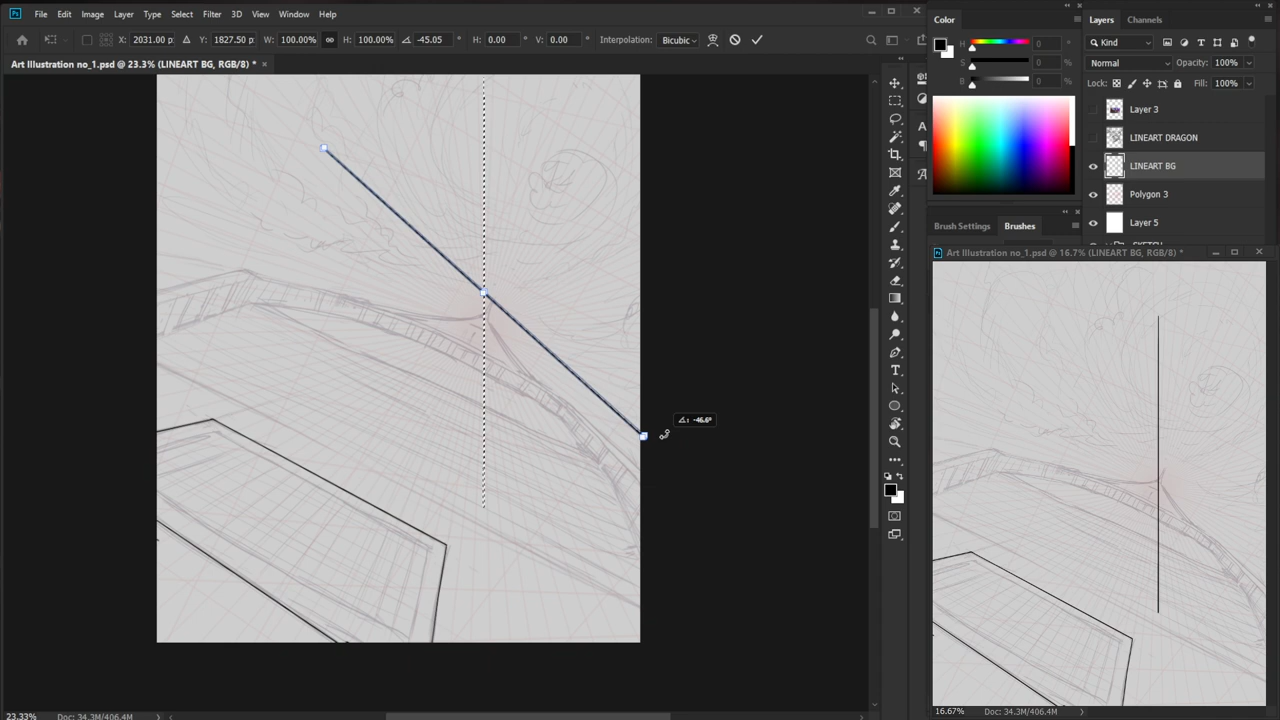 File Edit Image Layer Type Select Filter 3D View Window Help
X: 2031.00 p: Y: 1827.50 p: W: 100.00% H: 100.00% -45.05 ° H: 0.00 ° V: 0.00 ° Interpolation: Bicubic
Art Illustration no_1.psd @ 23.3% (LINEART BG, RGB/8) * ×
-46.6°
23.33% Doc: 34.3M/406.4M
Color
H 0 °
S 0 %
B 0 %
Brush Settings Brushes
Layers Channels
Kind
Normal Opacity: 100%
Lock: Fill: 100%
Layer 3
LINEART DRAGON
LINEART BG
Polygon 3
Layer 5
Art Illustration no_1.psd @ 16.7% (LINEART BG, RGB/8) *
16.67% Doc: 34.3M/406.4M